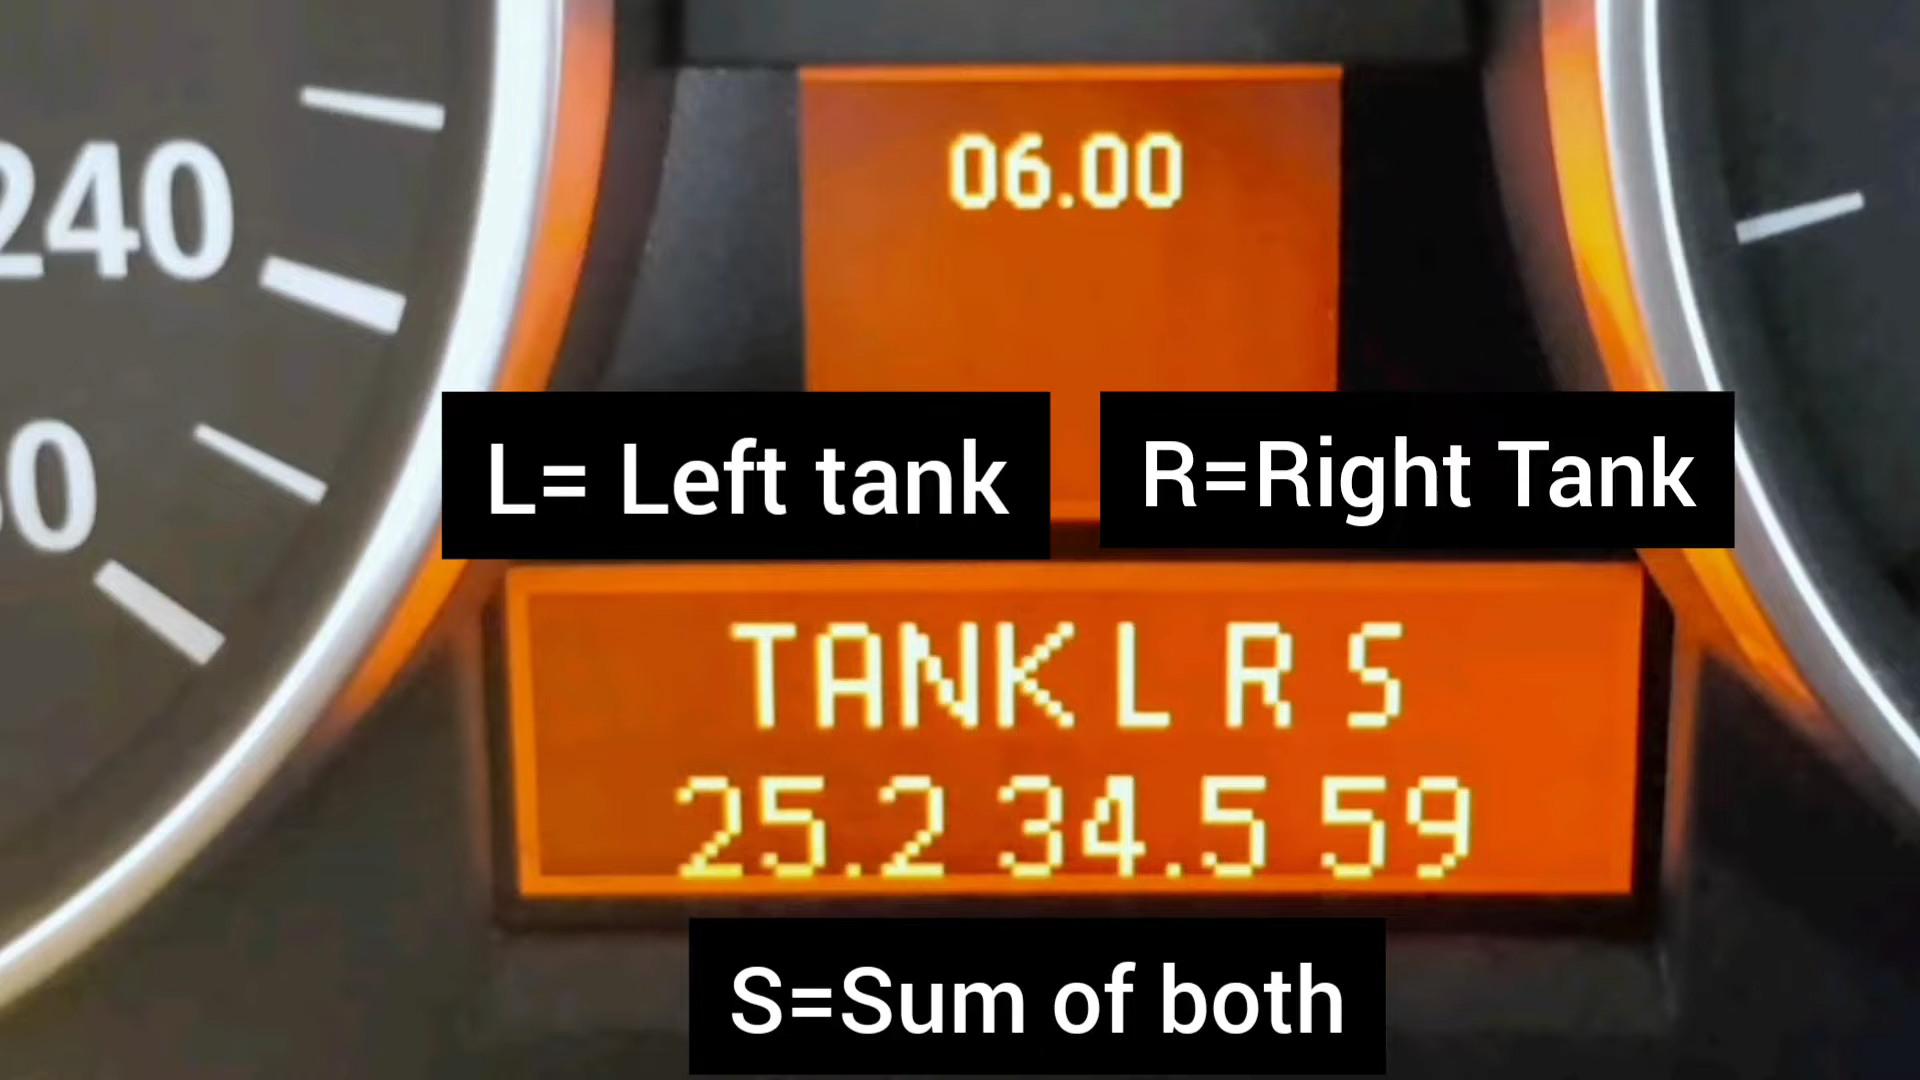 240
06.00
L= Left tank
R=Right Tank
TANK L R S
25.2 34.5 59
S=Sum of both